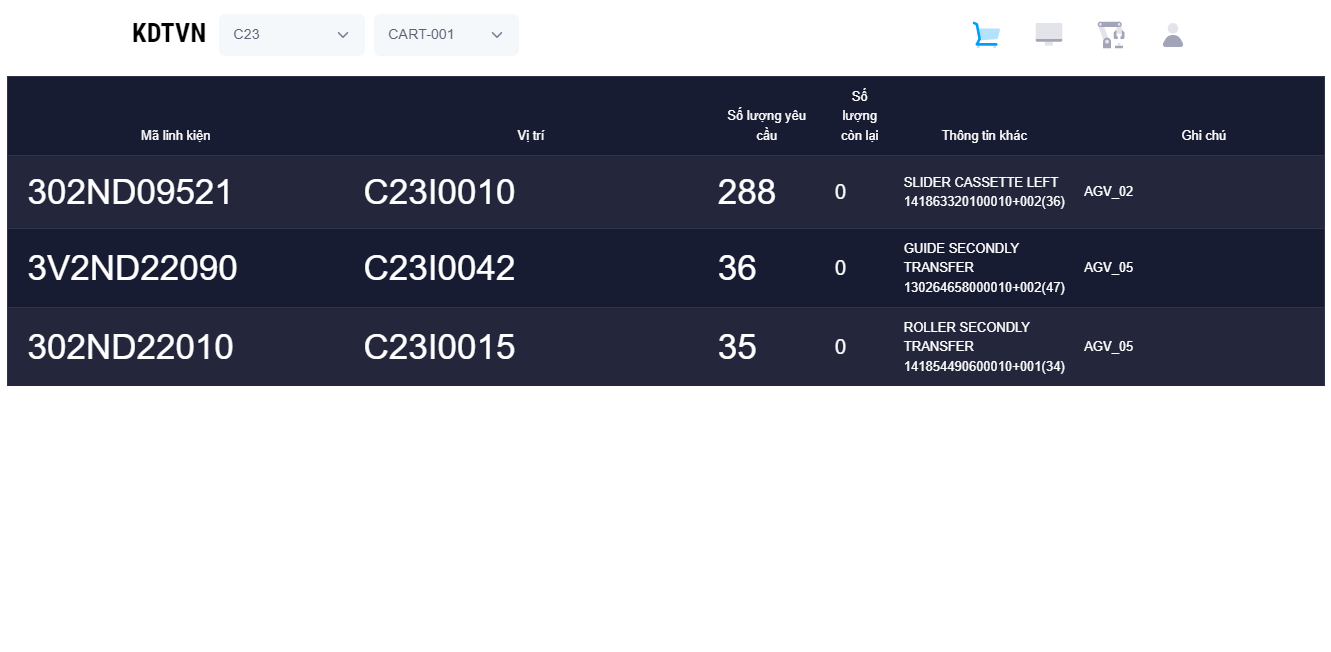 KDTVN C23 CART-001
Mã linh kiện Vị trí Số lượng yêu cầu Số lượng còn lại Thông tin khác Ghi chú
302ND09521 C23I0010 288 0 SLIDER CASSETTE LEFT AGV_02
141863320100010+002(36)
3V2ND22090 C23I0042 36 0 GUIDE SECONDLY
TRANSFER AGV_05
130264658000010+002(47)
302ND22010 C23I0015 35 0 ROLLER SECONDLY
TRANSFER AGV_05
141854490600010+001(34)